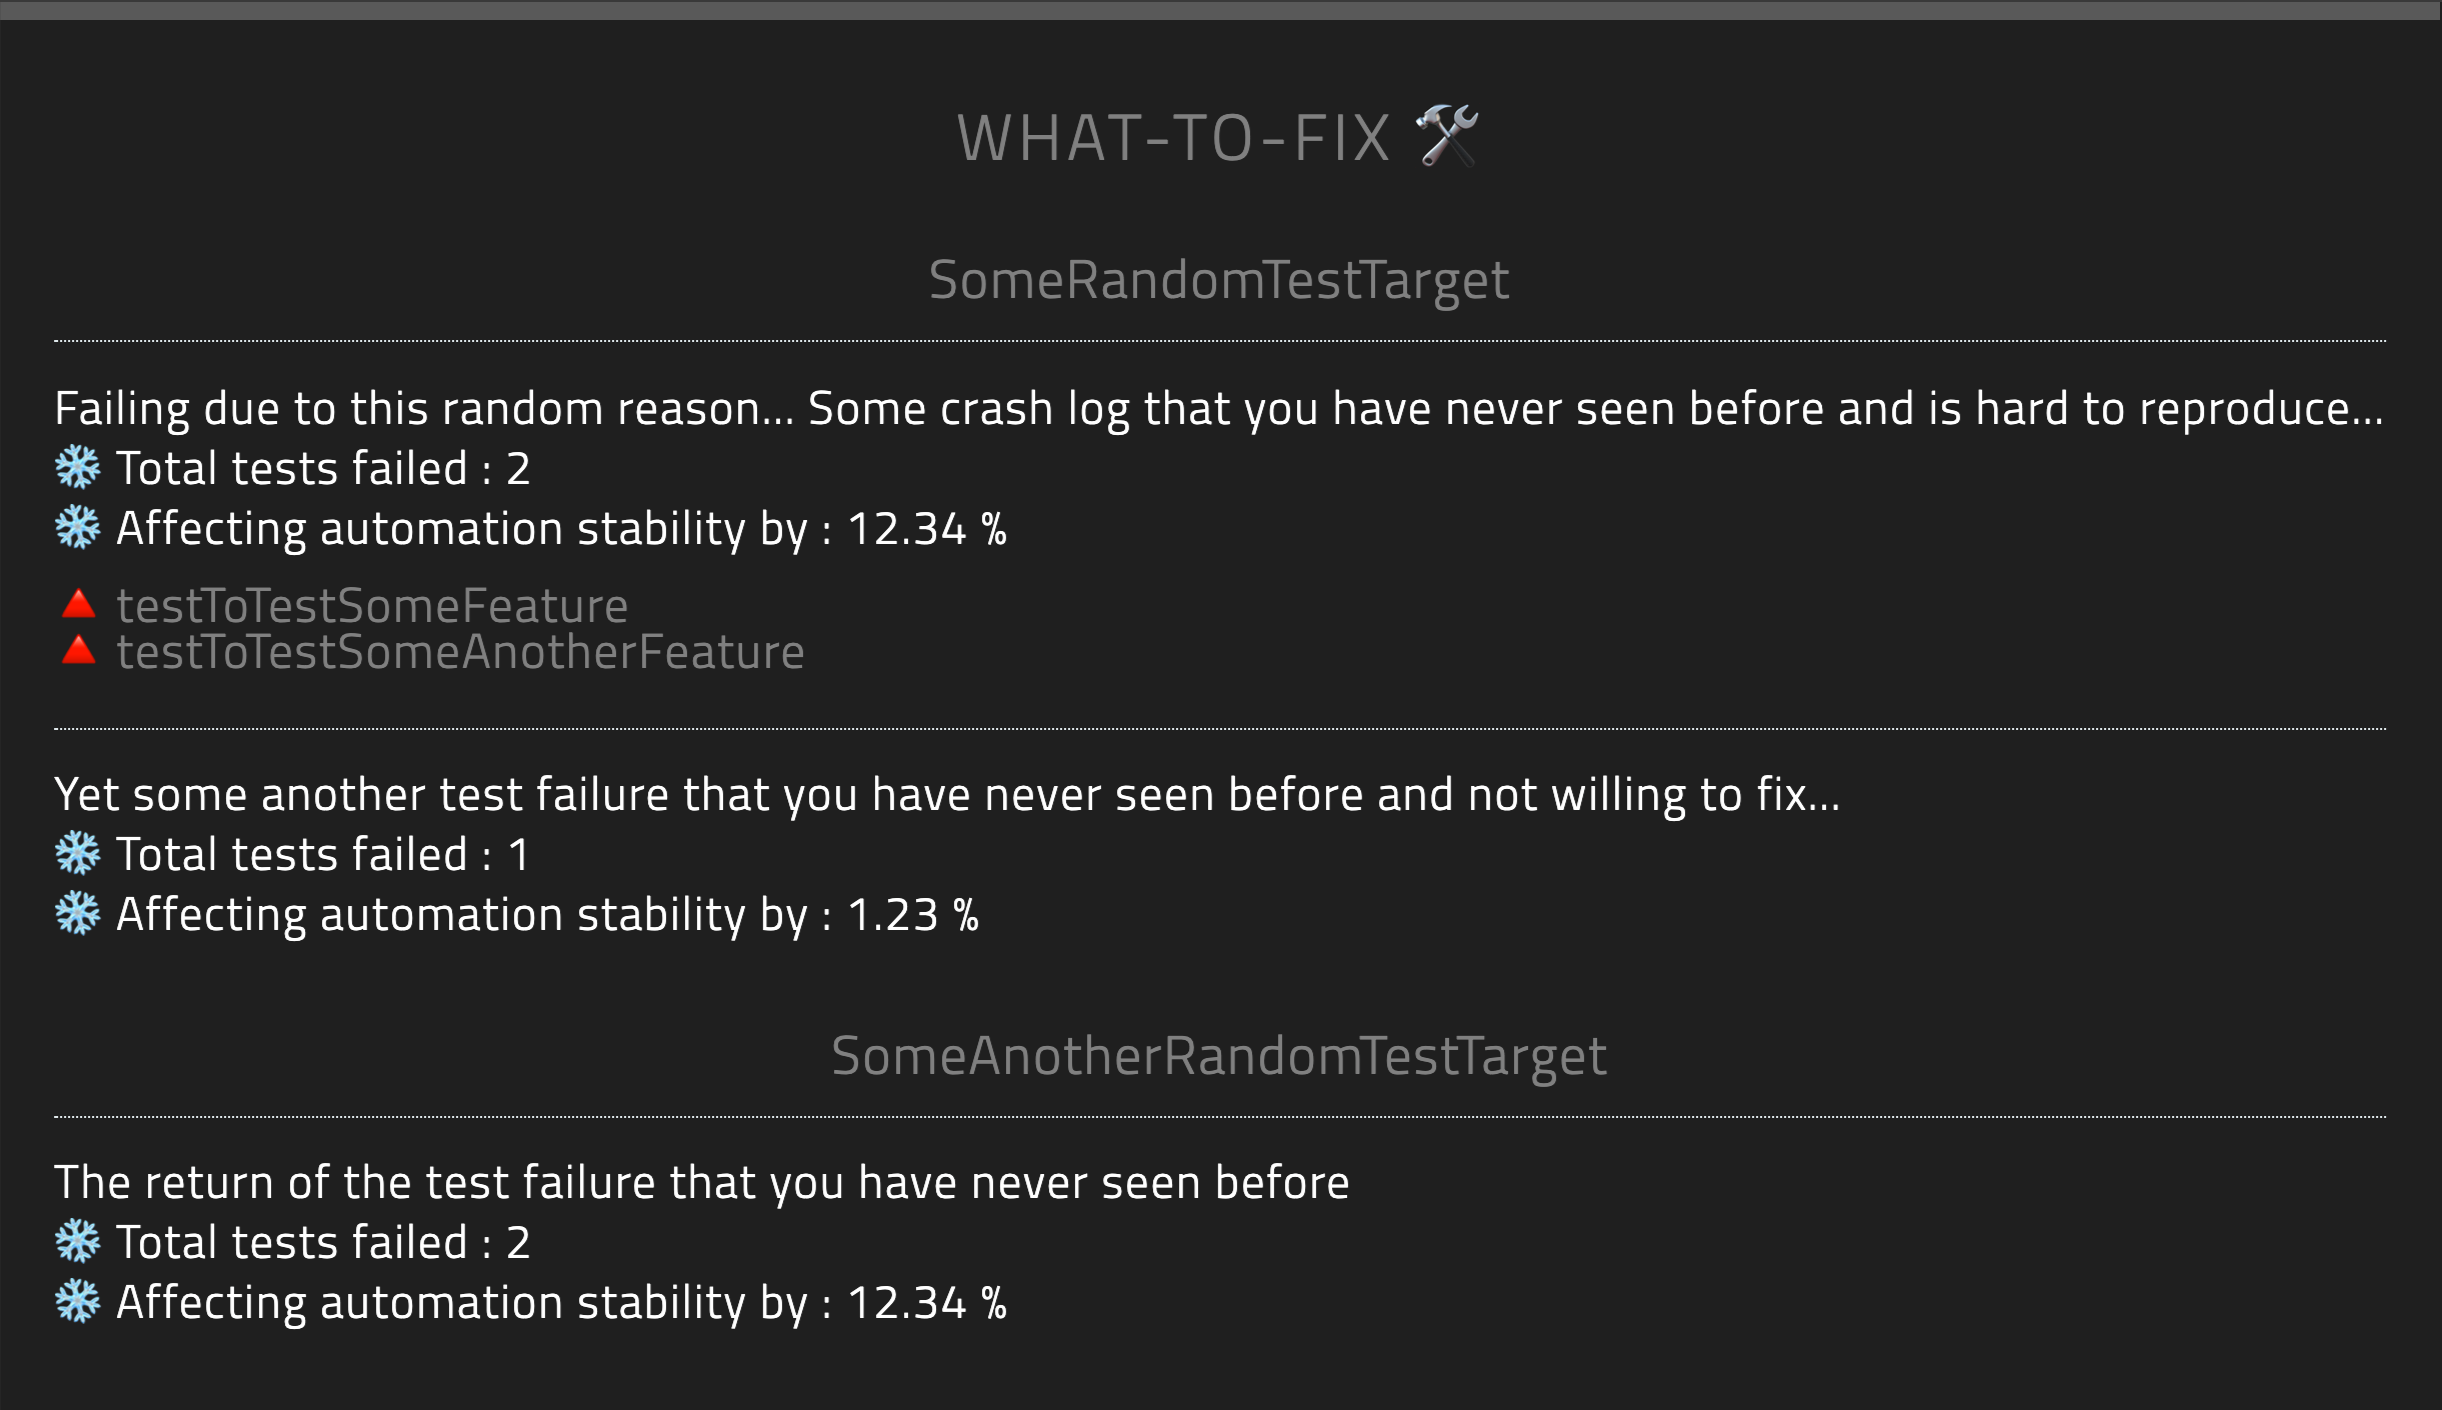 WHAT-TO-FIX 🛠
SomeRandomTestTarget
Failing due to this random reason... Some crash log that you have never seen before and is hard to reproduce...
❄️ Total tests failed : 2
❄️ Affecting automation stability by : 12.34 %
🔺 testToTestSomeFeature
🔺 testToTestSomeAnotherFeature
Yet some another test failure that you have never seen before and not willing to fix...
❄️ Total tests failed : 1
❄️ Affecting automation stability by : 1.23 %
SomeAnotherRandomTestTarget
The return of the test failure that you have never seen before
❄️ Total tests failed : 2
❄️ Affecting automation stability by : 12.34 %